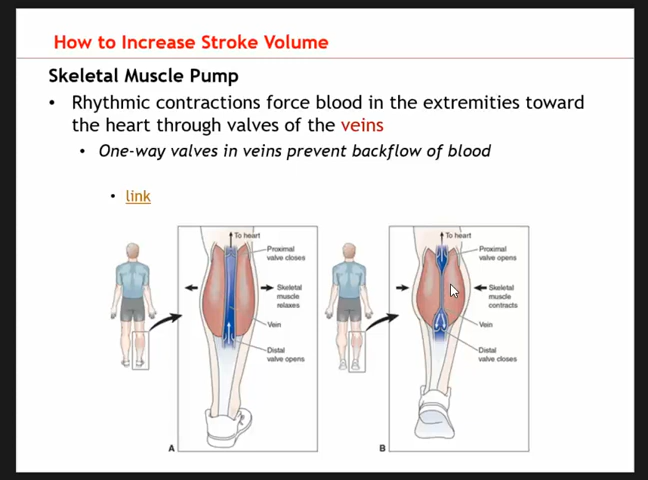 How to Increase Stroke Volume
Skeletal Muscle Pump
• Rhythmic contractions force blood in the extremities toward
the heart through valves of the veins
• One-way valves in veins prevent backflow of blood
• link
To heart
Proximal
valve closes
Skeletal
muscle
relaxes
Vein
Distal
valve opens
A
To heart
Proximal
valve opens
Skeletal
muscle
contracts
Vein
Distal
valve closes
B